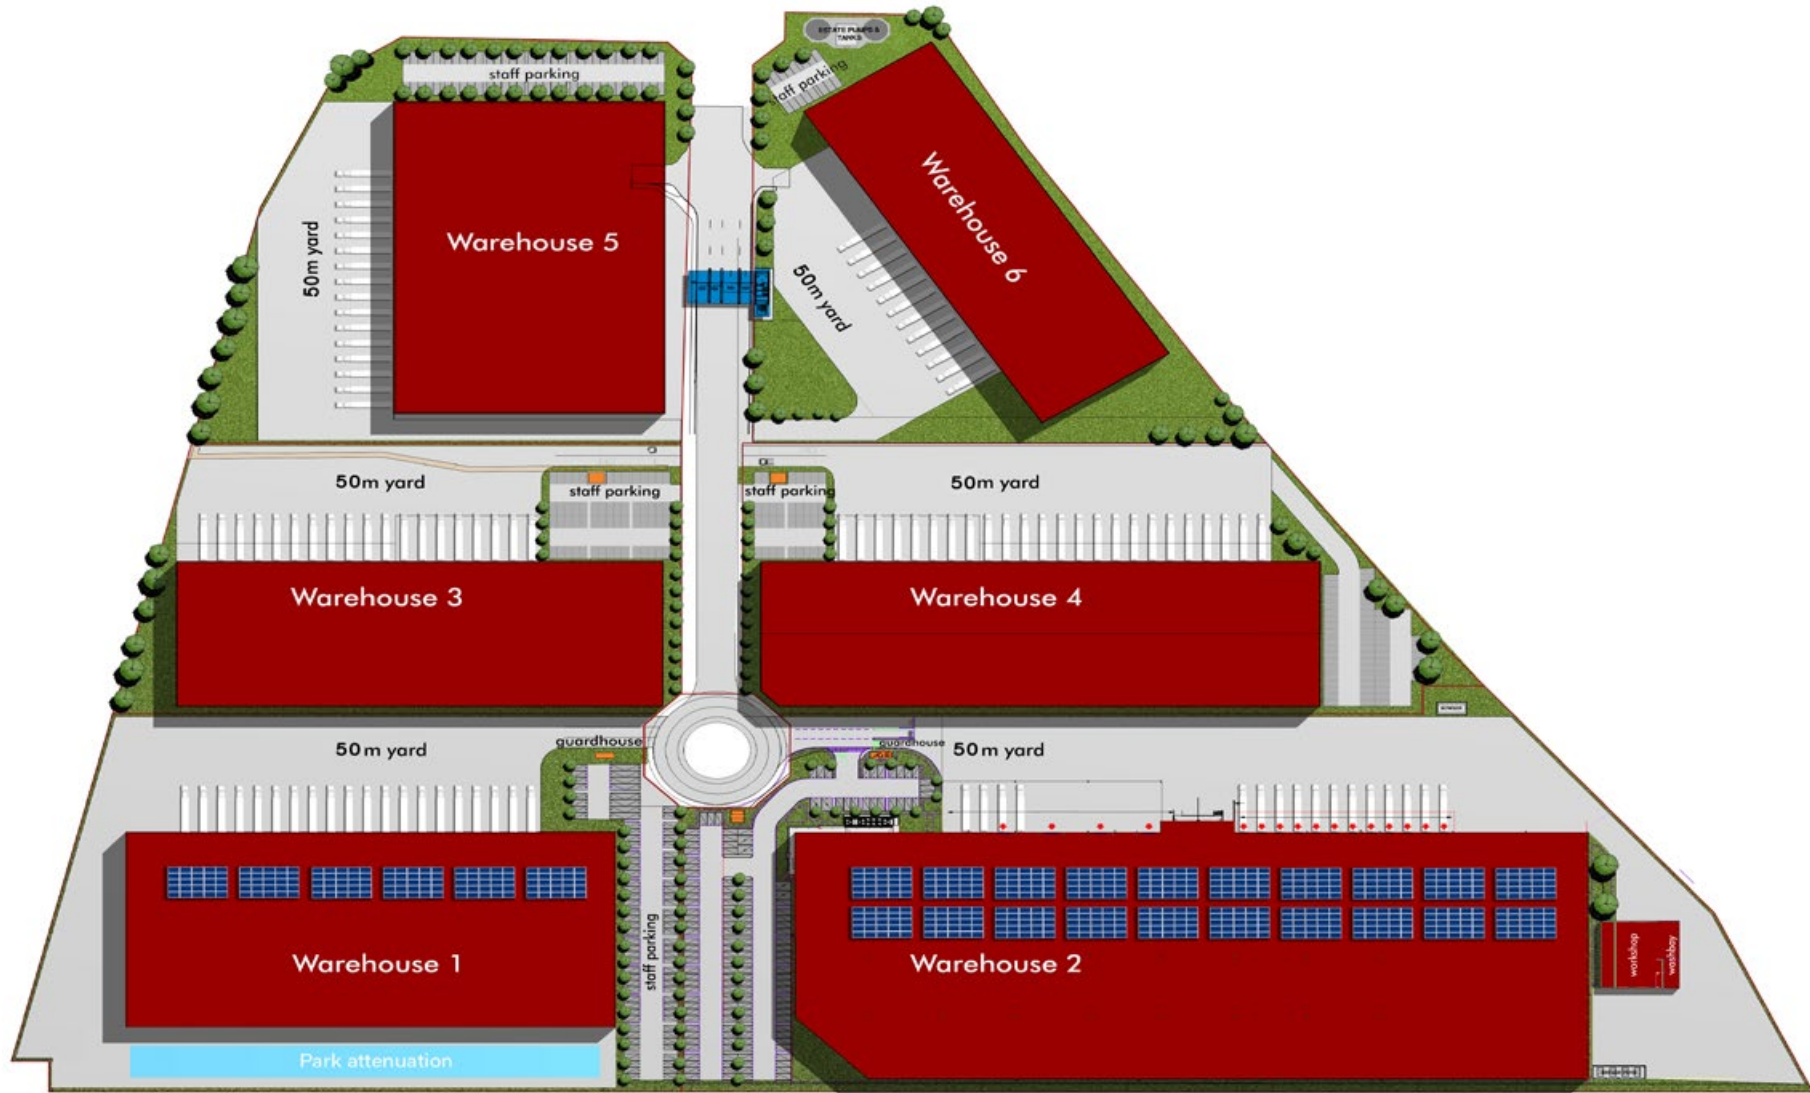 ESTATE PUMPS &
TANKS
staff parking
staff parking
Warehouse 5
Warehouse 6
50m yard
50m yard
50m yard
staff parking
staff parking
50m yard
Warehouse 3
Warehouse 4
50m yard
guardhouse
guardhouse
50m yard
staff parking
Warehouse 1
Warehouse 2
workshop
washbay
Park attenuation